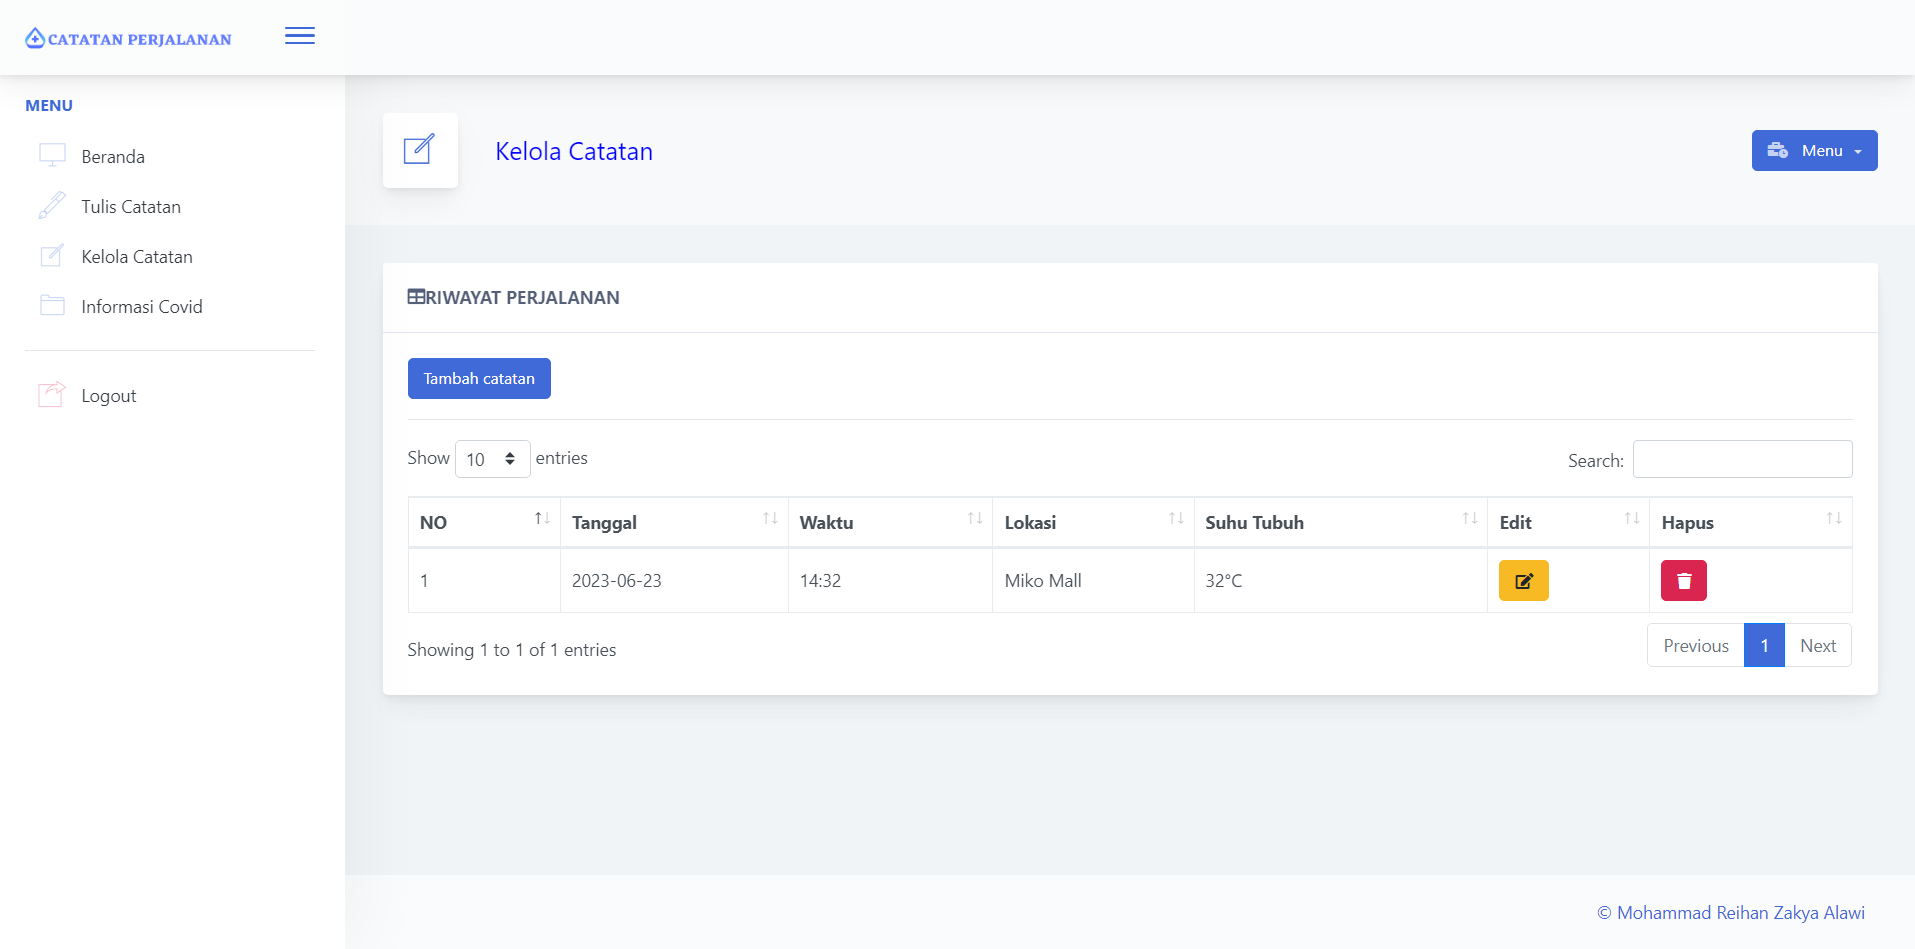 CATATAN PERJALANAN
MENU
Beranda
Tulis Catatan
Kelola Catatan
Informasi Covid
Logout
Kelola Catatan
Menu
RIWAYAT PERJALANAN
Tambah catatan
Show 10 entries
Search:
NO Tanggal Waktu Lokasi Suhu Tubuh Edit Hapus
1 2023-06-23 14:32 Miko Mall 32°C
Showing 1 to 1 of 1 entries
Previous 1 Next
© Mohammad Reihan Zakya Alawi